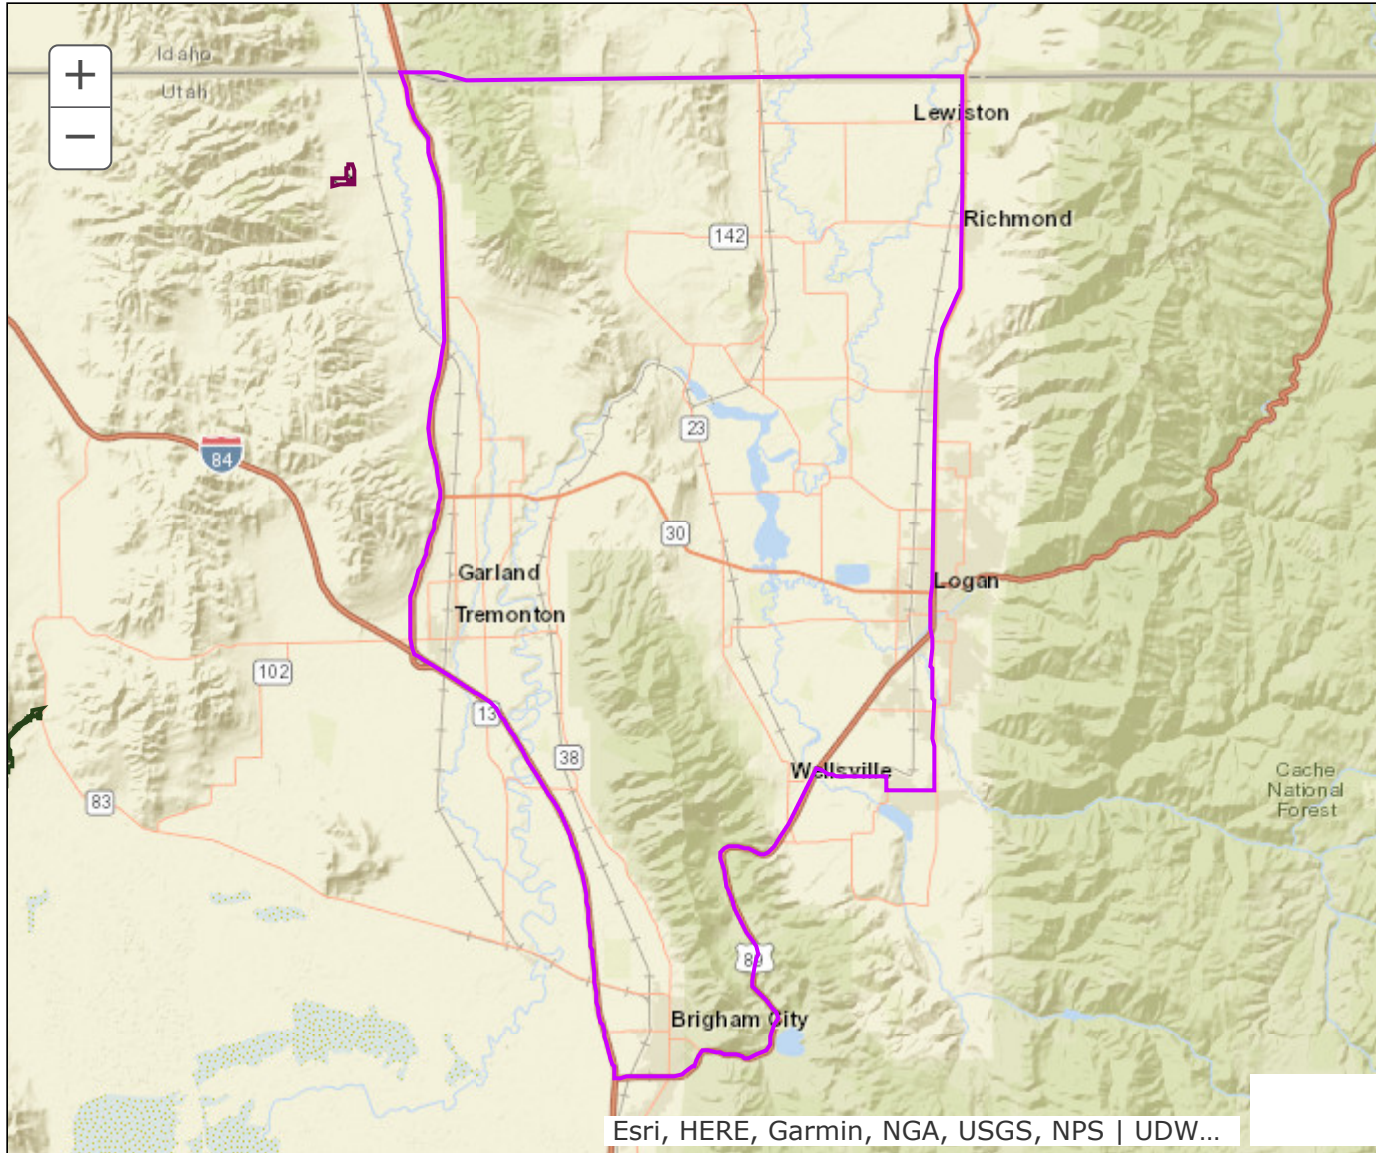 +
−
Idaho
Utah
Lewiston
Richmond
142
23
84
30
Garland
Logan
Tremonton
102
13
38
Wellsville
83
Cache
National
Forest
89
Brigham City
Esri, HERE, Garmin, NGA, USGS, NPS | UDW...